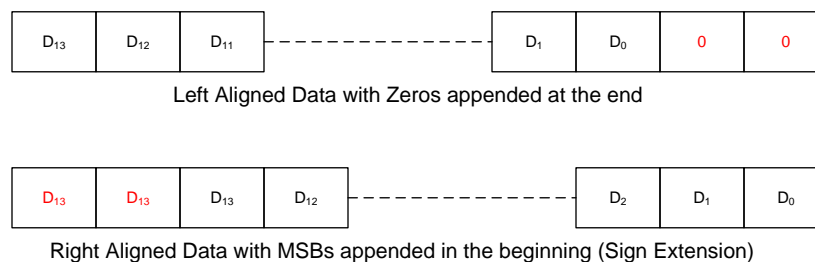 D₁₃ D₁₂ D₁₁ D₁ D₀ 0 0
Left Aligned Data with Zeros appended at the end
D₁₃ D₁₃ D₁₃ D₁₂ D₂ D₁ D₀
Right Aligned Data with MSBs appended in the beginning (Sign Extension)